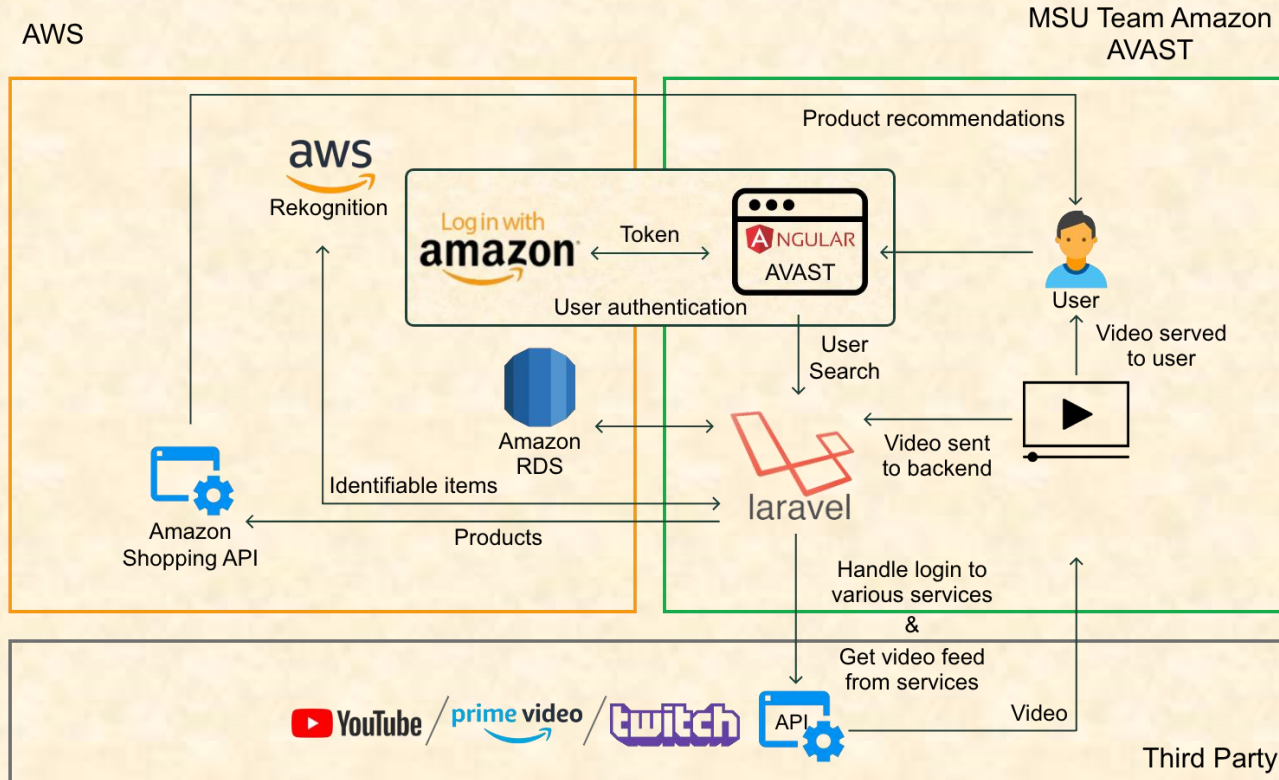 AWS
MSU Team Amazon
AVAST
Product recommendations
aws
Rekognition
Log in with
amazon
Token
ANGULAR
AVAST
User authentication
User
User
Search
Video served
to user
Amazon
RDS
Video sent
to backend
laravel
Identifiable items
Products
Amazon
Shopping API
Handle login to
various services
&
Get video feed
from services
YouTube
prime video
twitch
API
Video
Third Party